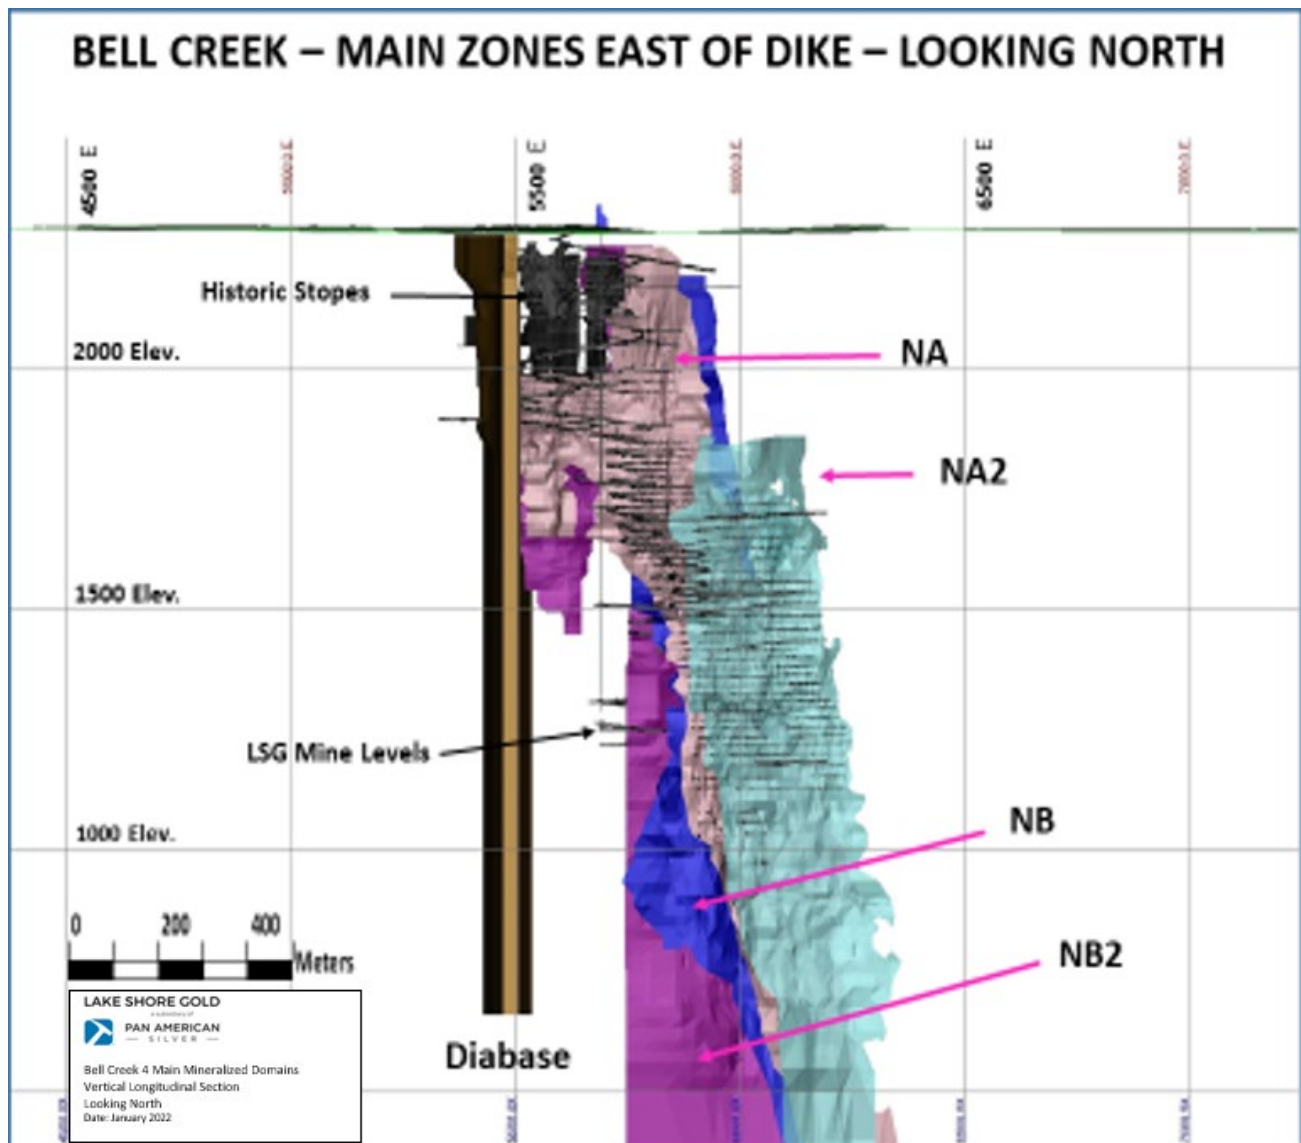 BELL CREEK – MAIN ZONES EAST OF DIKE – LOOKING NORTH
4500 E
5500 E
6500 E
Historic Stopes
2000 Elev.
NA
NA2
1500 Elev.
LSG Mine Levels
NB
1000 Elev.
0 200 400
Meters
NB2
LAKE SHORE GOLD
a subsidiary of
PAN AMERICAN
— SILVER —
Diabase
Bell Creek 4 Main Mineralized Domains
Vertical Longitudinal Section
Looking North
Date: January 2022